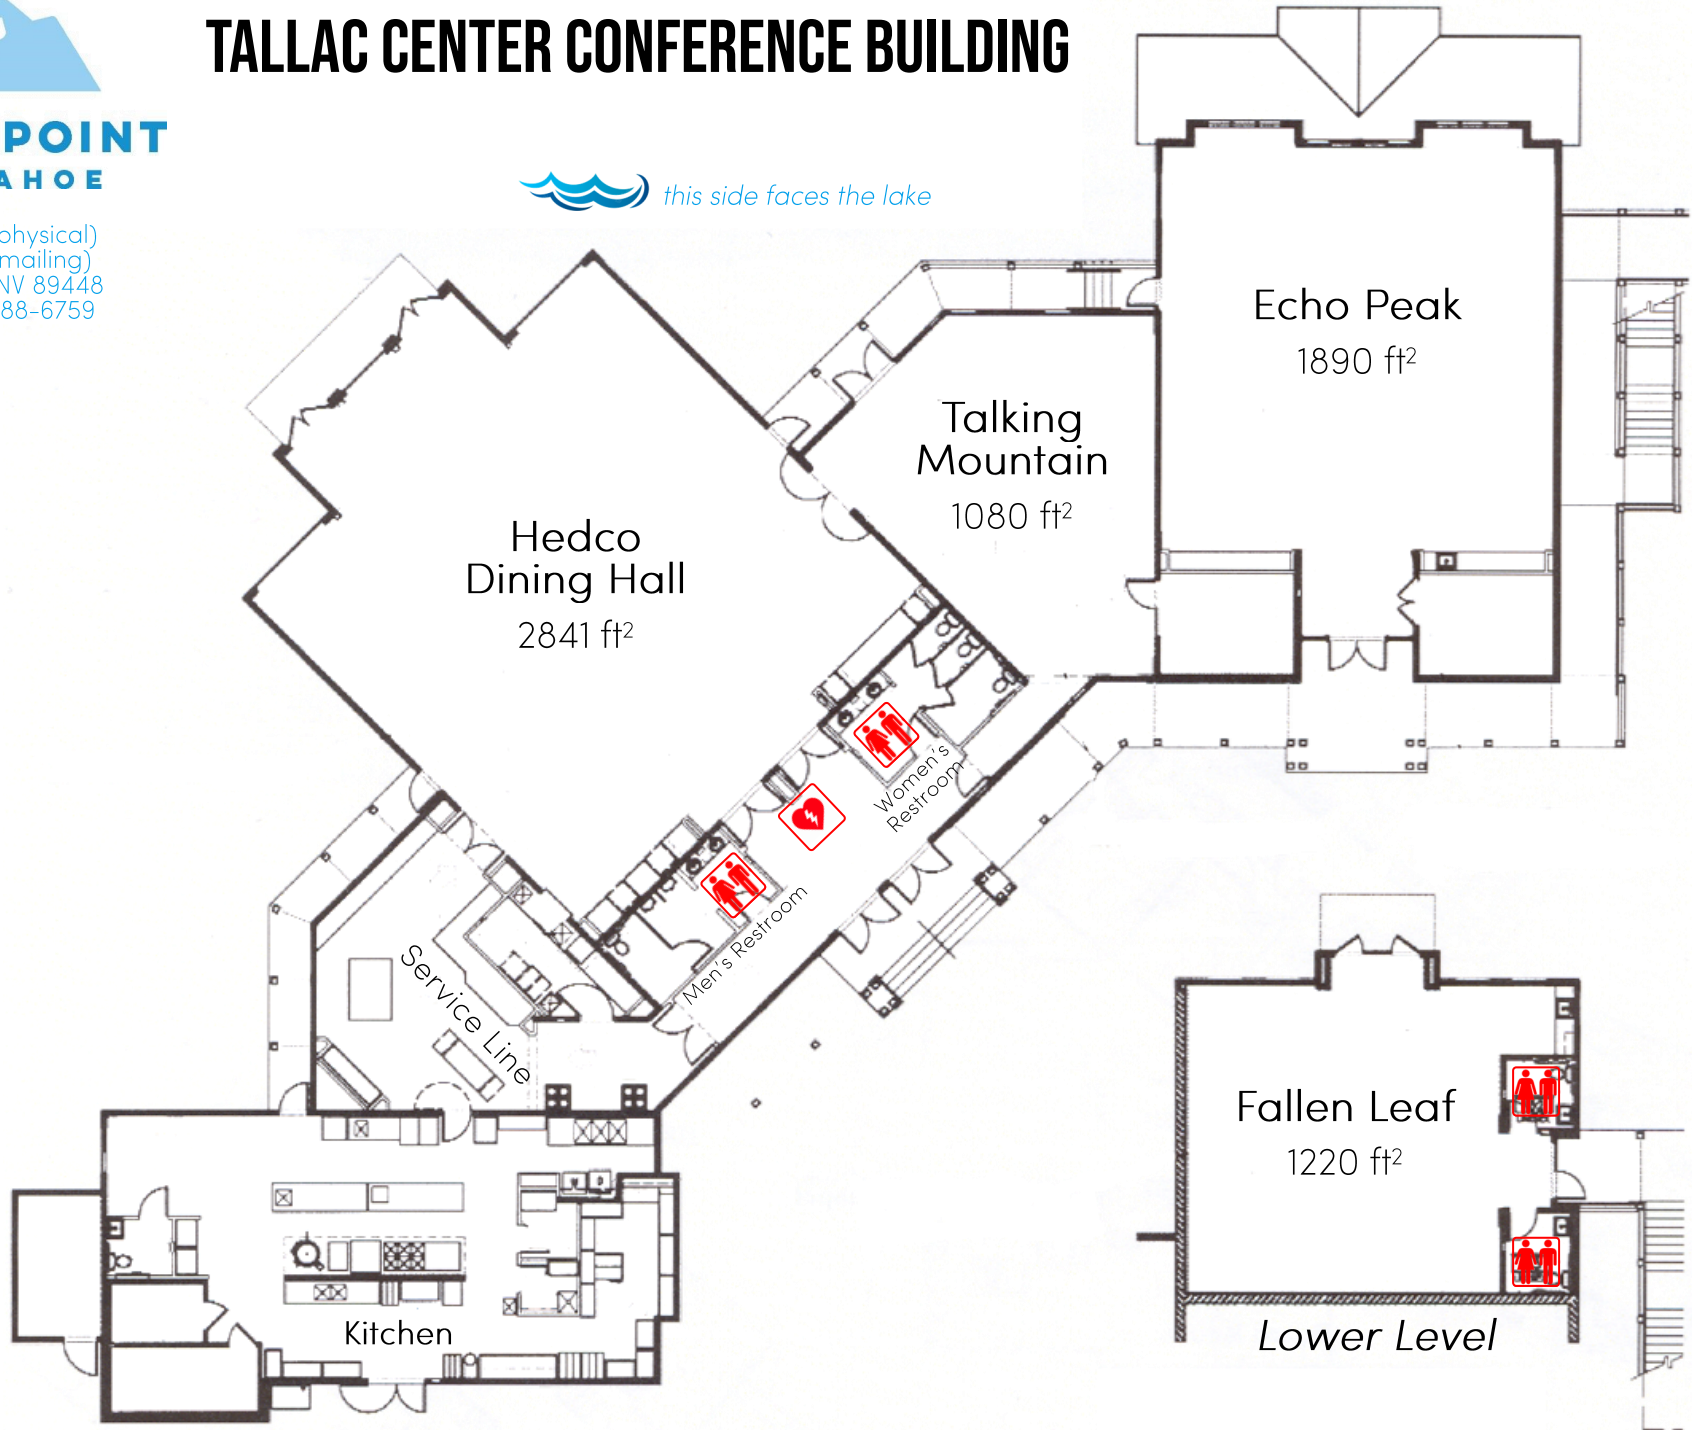 TALLAC CENTER CONFERENCE BUILDING
POINT
AHOE
physical)
mailing)
NV 89448
88-6759
this side faces the lake
Echo Peak
1890 ft²
Talking
Mountain
1080 ft²
Hedco
Dining Hall
2841 ft²
Women's
Restroom
Men's Restroom
Service Line
Kitchen
Fallen Leaf
1220 ft²
Lower Level